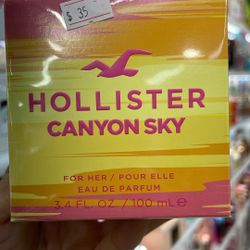 $ 35
HOLLISTER
CANYON SKY
FOR HER / POUR ELLE
EAU DE PARFUM
3.4 FL. OZ. / 100 mL ℮